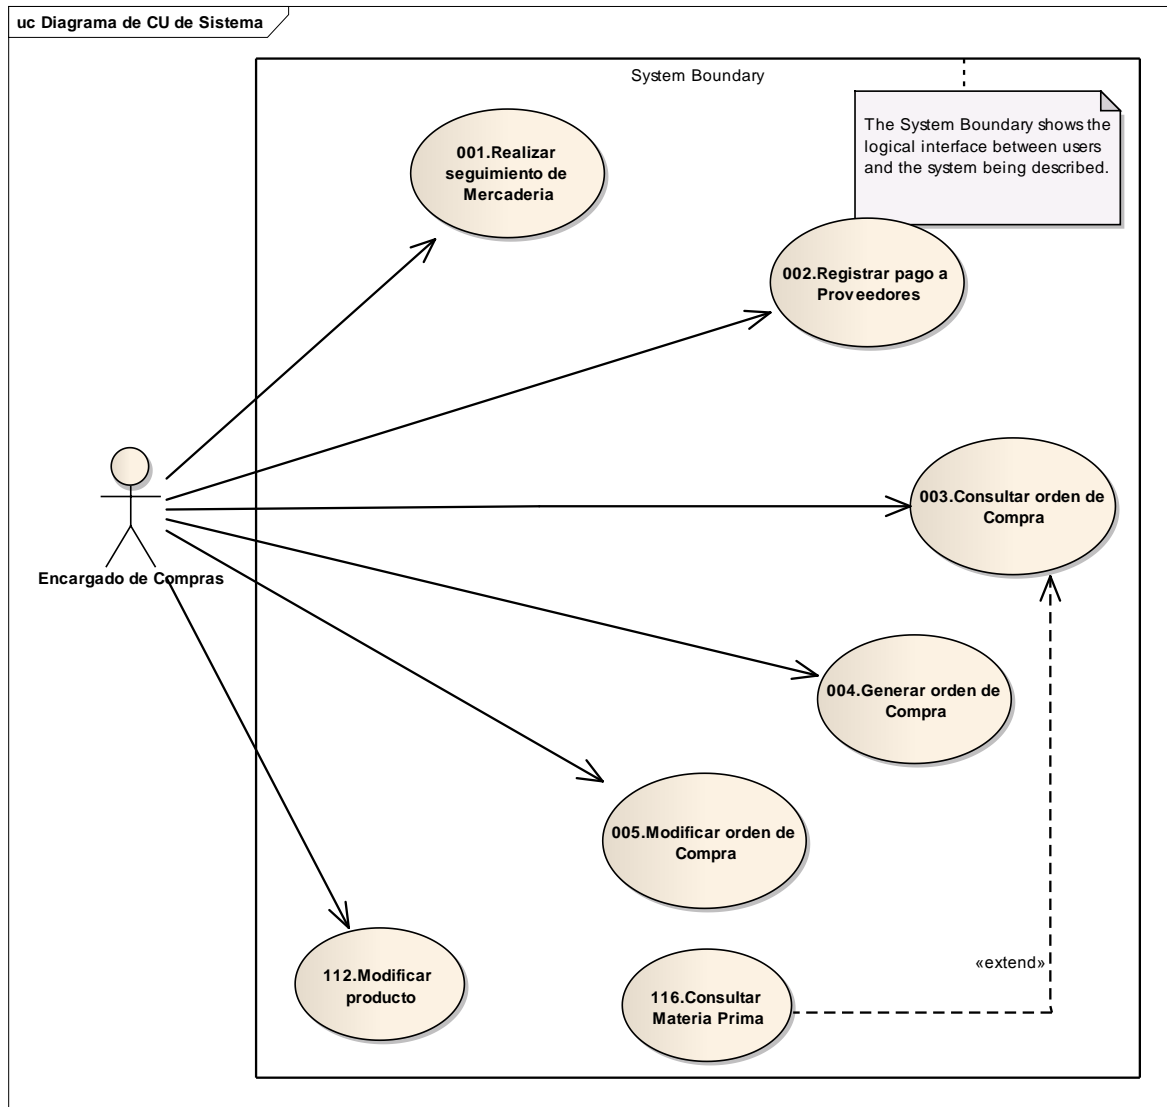 uc Diagrama de CU de Sistema
System Boundary
The System Boundary shows the
logical interface between users
and the system being described.
001.Realizar
seguimiento de
Mercaderia
002.Registrar pago a
Proveedores
003.Consultar orden de
Compra
Encargado de Compras
004.Generar orden de
Compra
005.Modificar orden de
Compra
112.Modificar
producto
116.Consultar
Materia Prima
«extend»